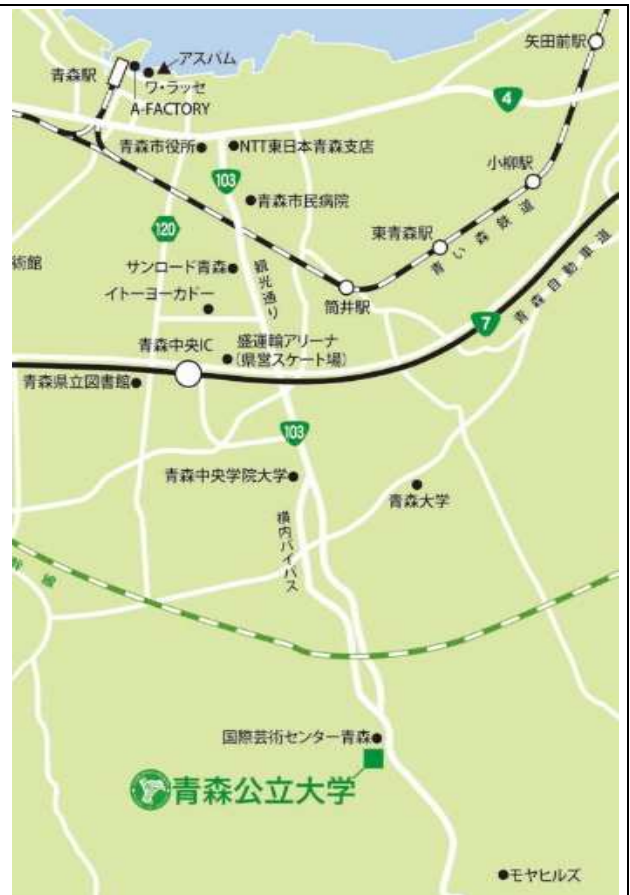 矢田前駅
アスパム
青森駅
ワ・ラッセ
A-FACTORY
4
青森市役所
NTT東日本青森支店
小柳駅
103
青森市民病院
120
東青森駅
青い森鉄道
術館
サンロード青森
観光通り
イトーヨーカドー
筒井駅
7
青森自動車道
青森中央IC
盛運輸アリーナ
(県営スケート場)
青森県立図書館
103
青森中央学院大学
青森大学
横内バイパス
幹線
国際芸術センター青森
青森公立大学
モヤヒルズ